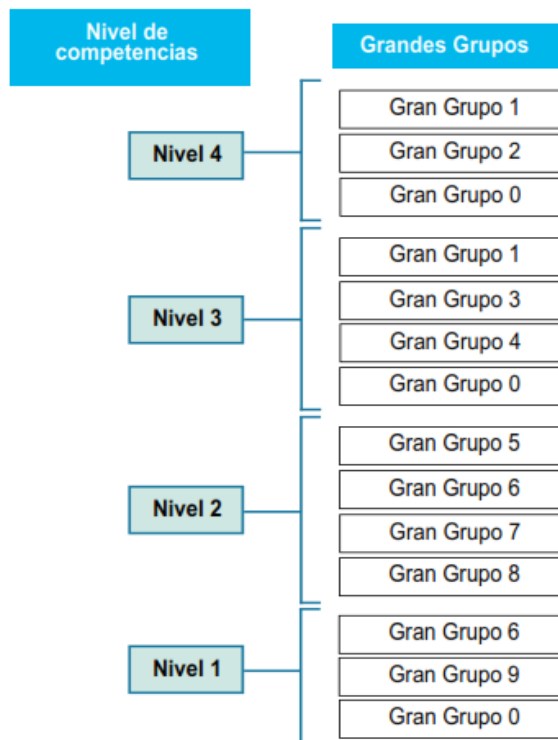 Nivel de
competencias
Grandes Grupos
Nivel 4
Gran Grupo 1
Gran Grupo 2
Gran Grupo 0
Nivel 3
Gran Grupo 1
Gran Grupo 3
Gran Grupo 4
Gran Grupo 0
Nivel 2
Gran Grupo 5
Gran Grupo 6
Gran Grupo 7
Gran Grupo 8
Nivel 1
Gran Grupo 6
Gran Grupo 9
Gran Grupo 0